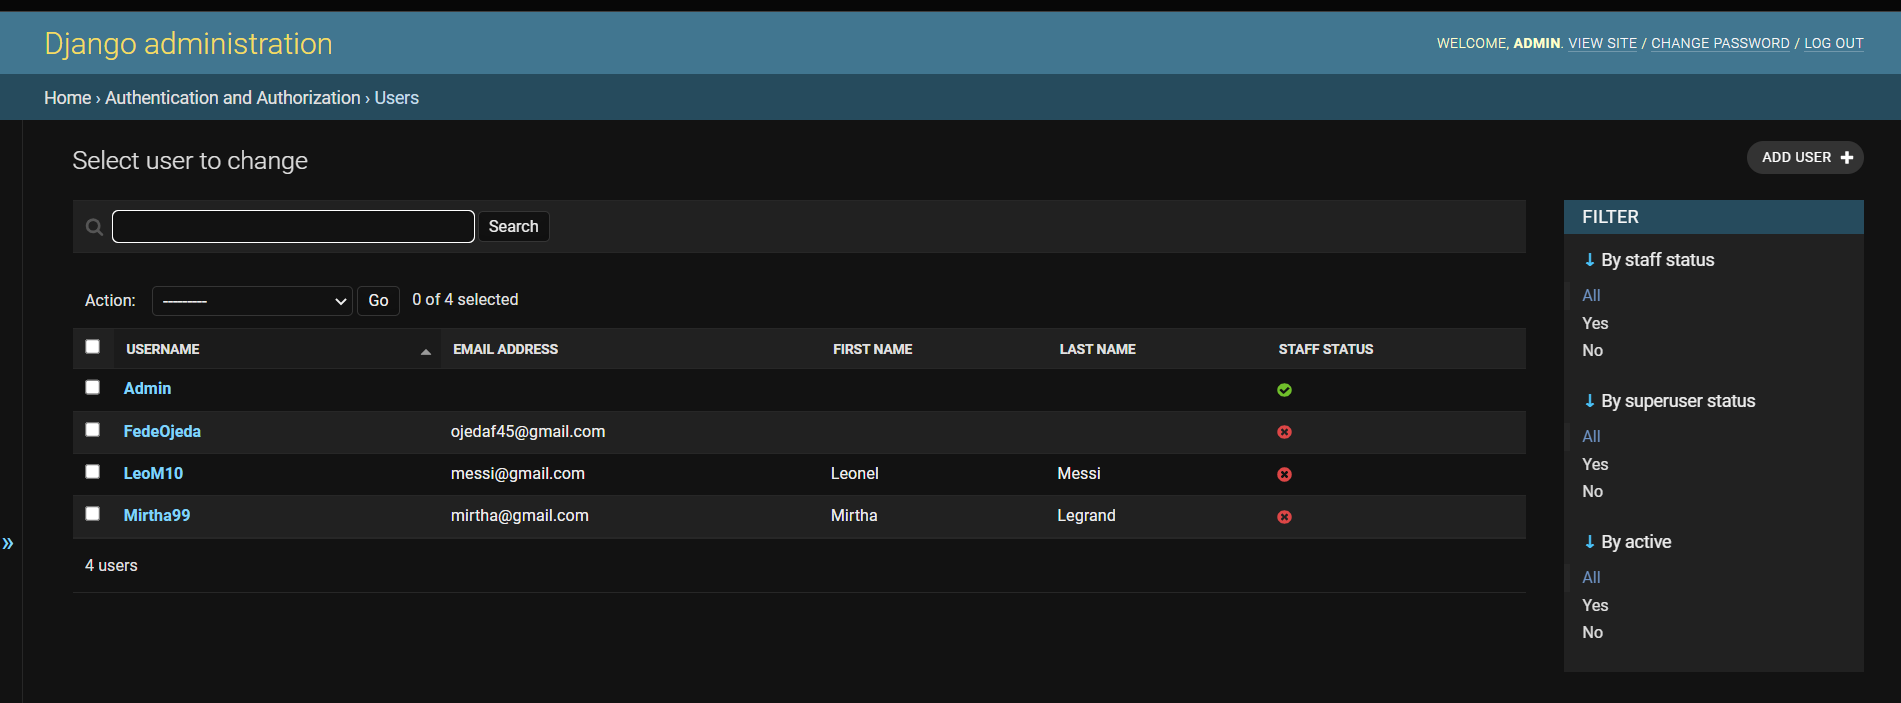 Django administration
WELCOME, ADMIN. VIEW SITE / CHANGE PASSWORD / LOG OUT
Home › Authentication and Authorization › Users
Select user to change
ADD USER
Search
Action: --------- Go 0 of 4 selected
USERNAME EMAIL ADDRESS FIRST NAME LAST NAME STAFF STATUS
Admin
FedeOjeda ojedaf45@gmail.com
LeoM10 messi@gmail.com Leonel Messi
Mirtha99 mirtha@gmail.com Mirtha Legrand
4 users
FILTER
↓ By staff status
All
Yes
No
↓ By superuser status
All
Yes
No
↓ By active
All
Yes
No
»